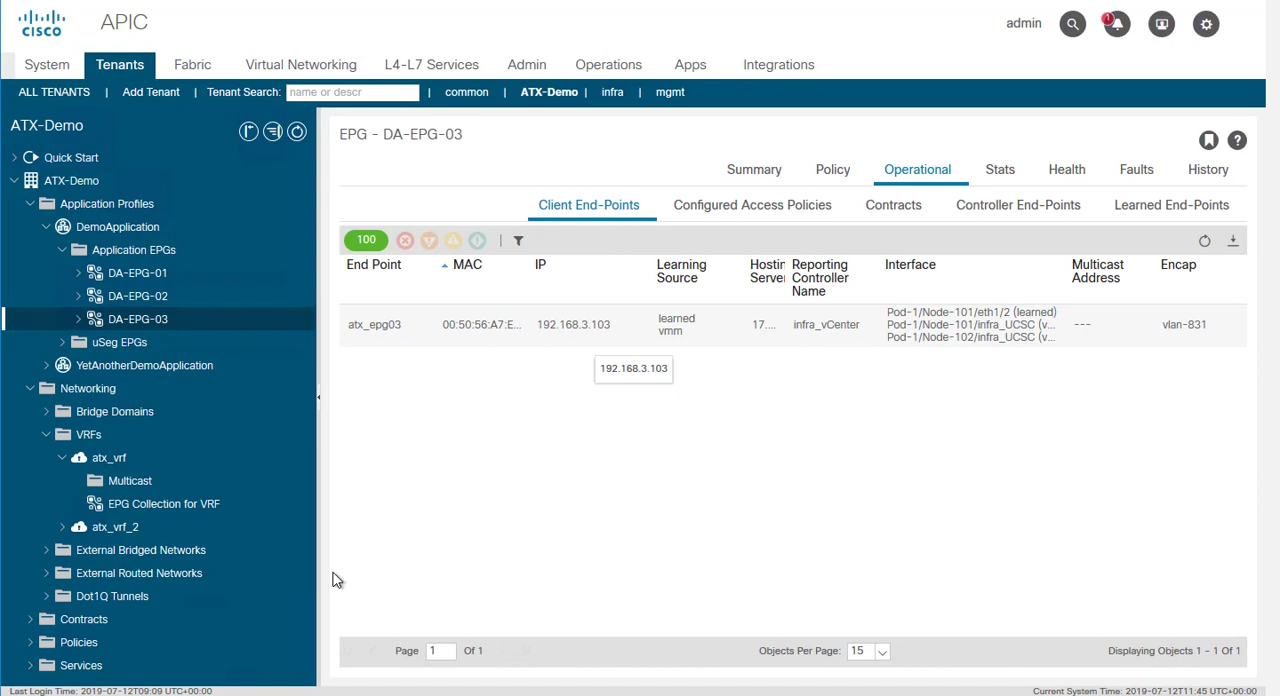 CISCO
APIC
admin
1
System Tenants Fabric Virtual Networking L4-L7 Services Admin Operations Apps Integrations
ALL TENANTS | Add Tenant | Tenant Search: name or descr | common | ATX-Demo | infra | mgmt
ATX-Demo
Quick Start
ATX-Demo
Application Profiles
DemoApplication
Application EPGs
DA-EPG-01
DA-EPG-02
DA-EPG-03
uSeg EPGs
YetAnotherDemoApplication
Networking
Bridge Domains
VRFs
atx_vrf
Multicast
EPG Collection for VRF
atx_vrf_2
External Bridged Networks
External Routed Networks
Dot1Q Tunnels
Contracts
Policies
Services
EPG - DA-EPG-03
?
Summary Policy Operational Stats Health Faults History
Client End-Points Configured Access Policies Contracts Controller End-Points Learned End-Points
100
End Point MAC IP Learning Hosting Reporting Interface Multicast Encap
Source Server Controller Address
Name
atx_epg03 00:50:56:A7:E... 192.168.3.103 learned 17.... infra_vCenter Pod-1/Node-101/eth1/2 (learned) --- vlan-831
vmm Pod-1/Node-101/infra_UCSC (v...
Pod-1/Node-102/infra_UCSC (v...
192.168.3.103
Page 1 Of 1 Objects Per Page: 15 Displaying Objects 1 - 1 Of 1
Last Login Time: 2019-07-12T09:09 UTC+00:00 Current System Time: 2019-07-12T11:45 UTC+00:00